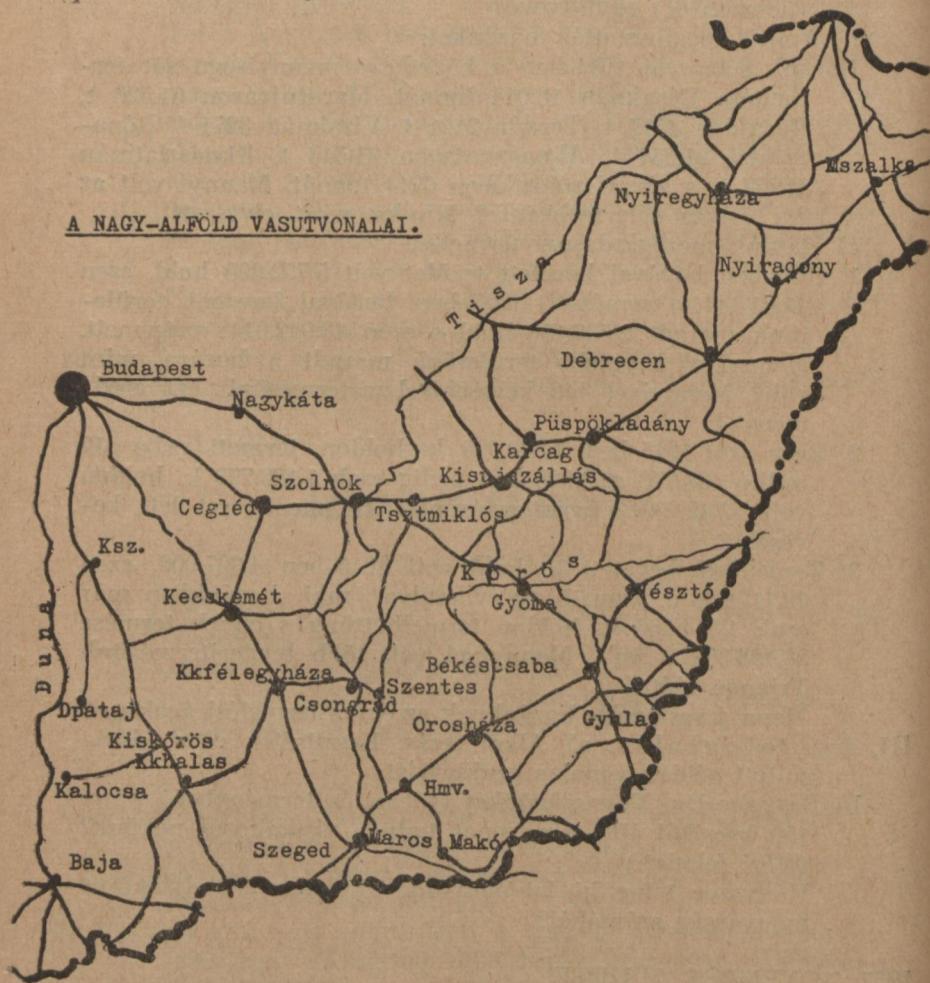 A NAGY-ALFÖLD VASUTVONALAI.
Mszalka
Nyiregyháza
Nyiradony
Tisza
Debrecen
Budapest
Nagykáta
Püspökladány
Karcag
Kisujszállás
Szolnok
Cegléd
Tsztmiklós
Ksz.
Körös
Kecskemét
Gyoma
Vésztő
Duna
Kkfélegyháza
Békéscsaba
Szentes
Csongrád
Dpataj
Orosháza
Gyula
Kiskőrös
Kkhalas
Kalocsa
Hmv.
Szeged
Maros
Makó
Baja